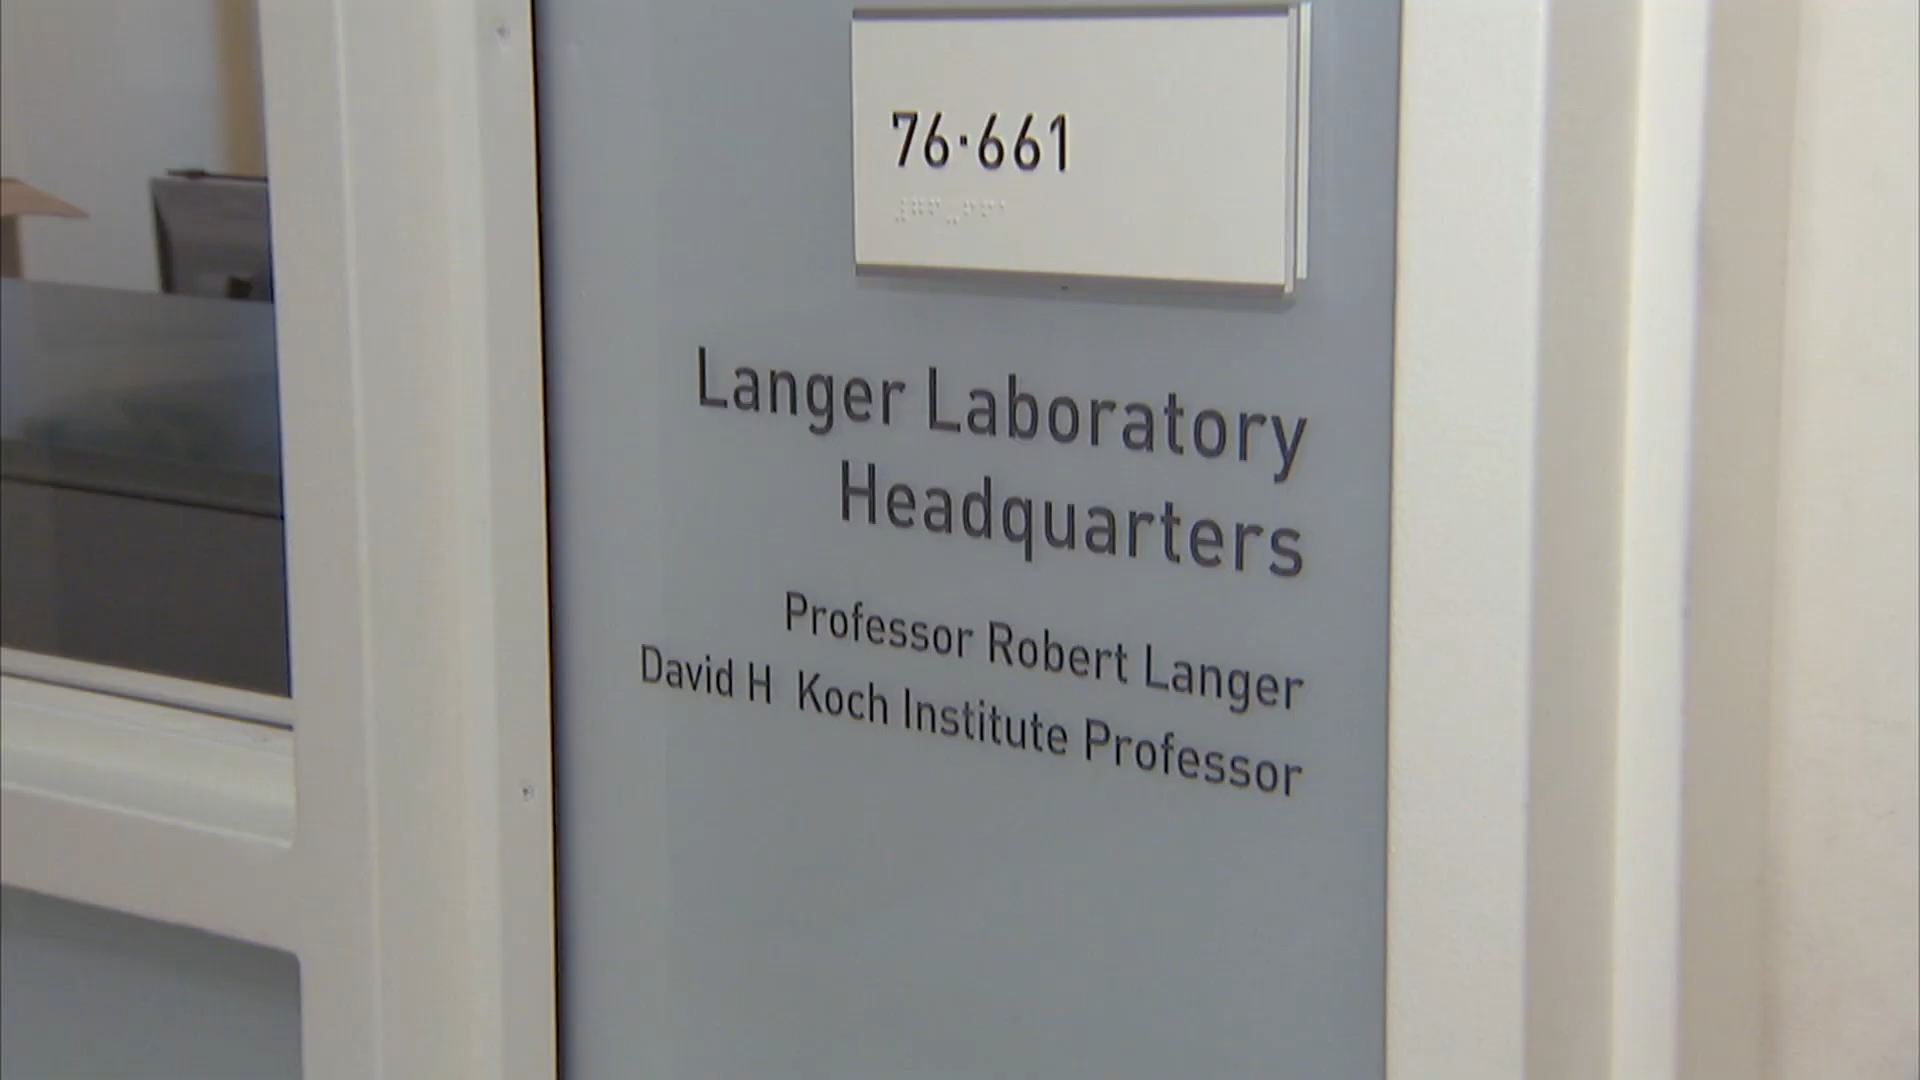 76·661
Langer Laboratory
Headquarters
Professor Robert Langer
David H Koch Institute Professor